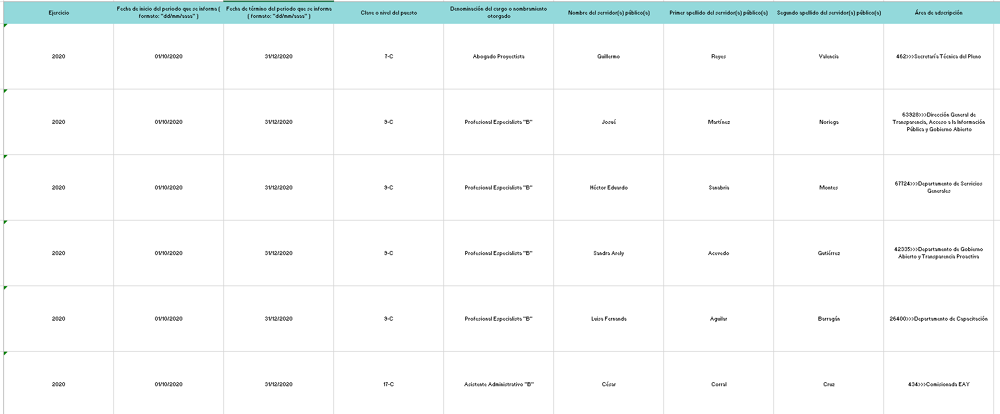 Ejercicio
Fecha de inicio del periodo que se informa (
formato: "dd/mm/aaaa" )
Fecha de término del periodo que se informa
( formato: "dd/mm/aaaa" )
Clave o nivel del puesto
Denominación del cargo o nombramiento
otorgado
Nombre del servidor(a) público(a)
Primer apellido del servidor(a) público(a)
Segundo apellido del servidor(a) público(a)
Área de adscripción
2020
01/10/2020
31/12/2020
7-C
Abogado Proyectista
Guillermo
Reyes
Valencia
462>>>Secretaría Técnica del Pleno
2020
01/10/2020
31/12/2020
9-C
Profesional Especialista "B"
Josué
Martínez
Noriega
63928>>>Dirección General de
Transparencia, Acceso a la Información
Pública y Gobierno Abierto
2020
01/10/2020
31/12/2020
9-C
Profesional Especialista "B"
Héctor Eduardo
Sanabria
Montes
67724>>>Departamento de Servicios
Generales
2020
01/10/2020
31/12/2020
9-C
Profesional Especialista "B"
Sandra Arely
Acevedo
Gutiérrez
42335>>>Departamento de Gobierno
Abierto y Transparencia Proactiva
2020
01/10/2020
31/12/2020
9-C
Profesional Especialista "B"
Luisa Fernanda
Aguilar
Barragán
26400>>>Departamento de Capacitación
2020
01/10/2020
31/12/2020
17-C
Asistente Administrativo "B"
César
Corral
Cruz
434>>>Comisionada EAY